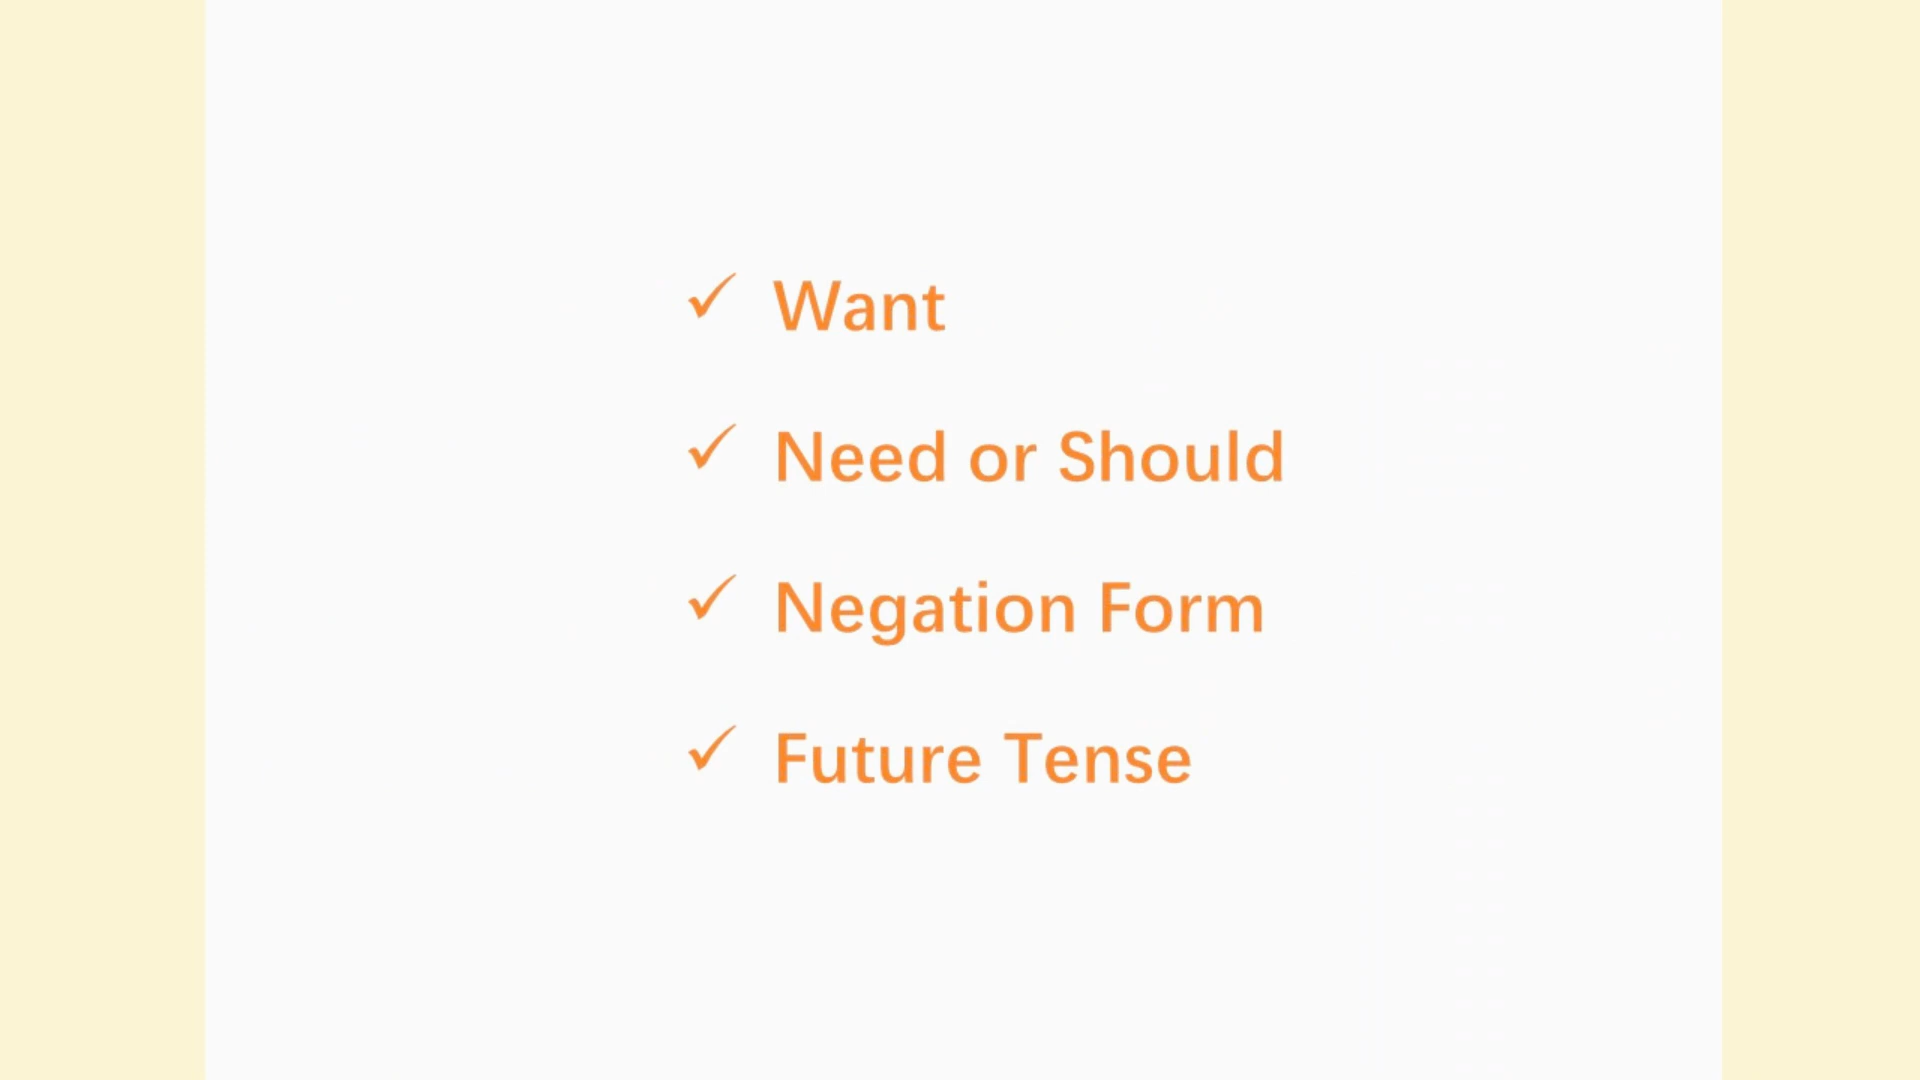 ✓ Want
✓ Need or Should
✓ Negation Form
✓ Future Tense